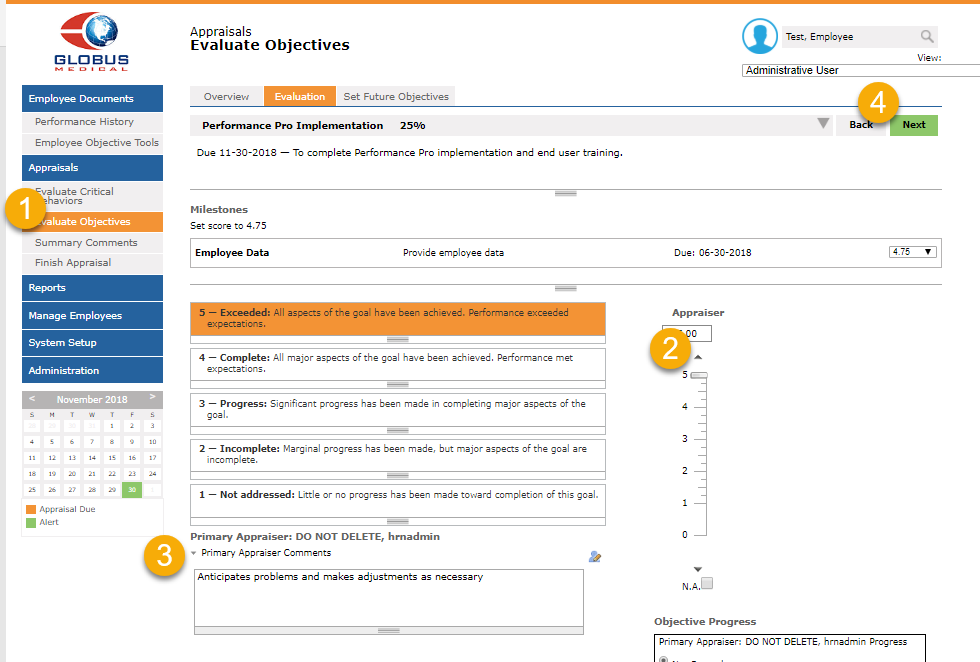 GLOBUS
MEDICAL
Appraisals
Evaluate Objectives
Test, Employee
View:
Administrative User
Employee Documents
Performance History
Employee Objective Tools
Appraisals
Evaluate Critical
ehaviors
1
valuate Objectives
Summary Comments
Finish Appraisal
Reports
Manage Employees
System Setup
Administration
< November 2018 >
S M T W T F S
1 2 3
4 5 6 7 8 9 10
11 12 13 14 15 16 17
18 19 20 21 22 23 24
25 26 27 28 29 30
Appraisal Due
Alert
Overview Evaluation Set Future Objectives
4
Performance Pro Implementation 25% Back Next
Due 11-30-2018 — To complete Performance Pro implementation and end user training.
Milestones
Set score to 4.75
Employee Data Provide employee data Due: 06-30-2018 4.75
5 — Exceeded: All aspects of the goal have been achieved. Performance exceeded
expectations.
4 — Complete: All major aspects of the goal have been achieved. Performance met
expectations.
3 — Progress: Significant progress has been made in completing major aspects of the
goal.
2 — Incomplete: Marginal progress has been made, but major aspects of the goal are
incomplete.
1 — Not addressed: Little or no progress has been made toward completion of this goal.
Appraiser
.00
2
5
4
3
2
1
0
N.A.
Primary Appraiser: DO NOT DELETE, hrnadmin
3
Primary Appraiser Comments
Anticipates problems and makes adjustments as necessary
Objective Progress
Primary Appraiser: DO NOT DELETE, hrnadmin Progress